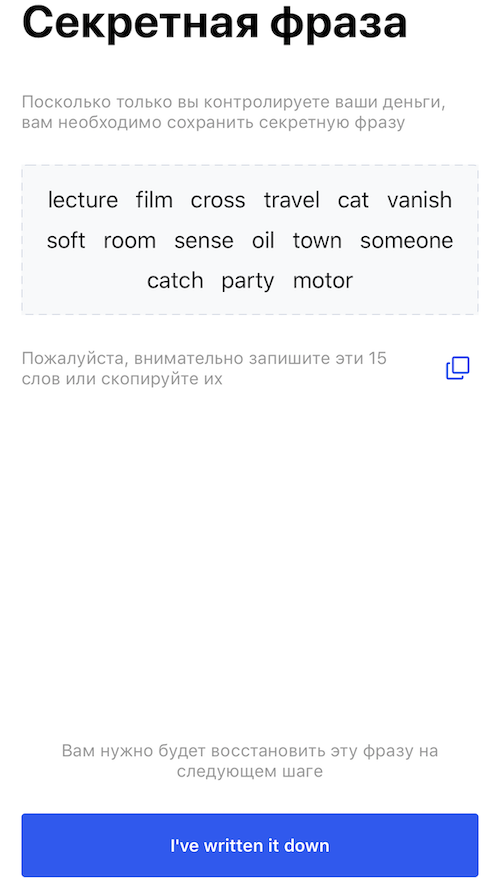 Секретная фраза
Посколько только вы контролируете ваши деньги,
вам необходимо сохранить секретную фразу
lecture film cross travel cat vanish
soft room sense oil town someone
catch party motor
Пожалуйста, внимательно запишите эти 15
слов или скопируйте их
Вам нужно будет восстановить эту фразу на
следующем шаге
I've written it down